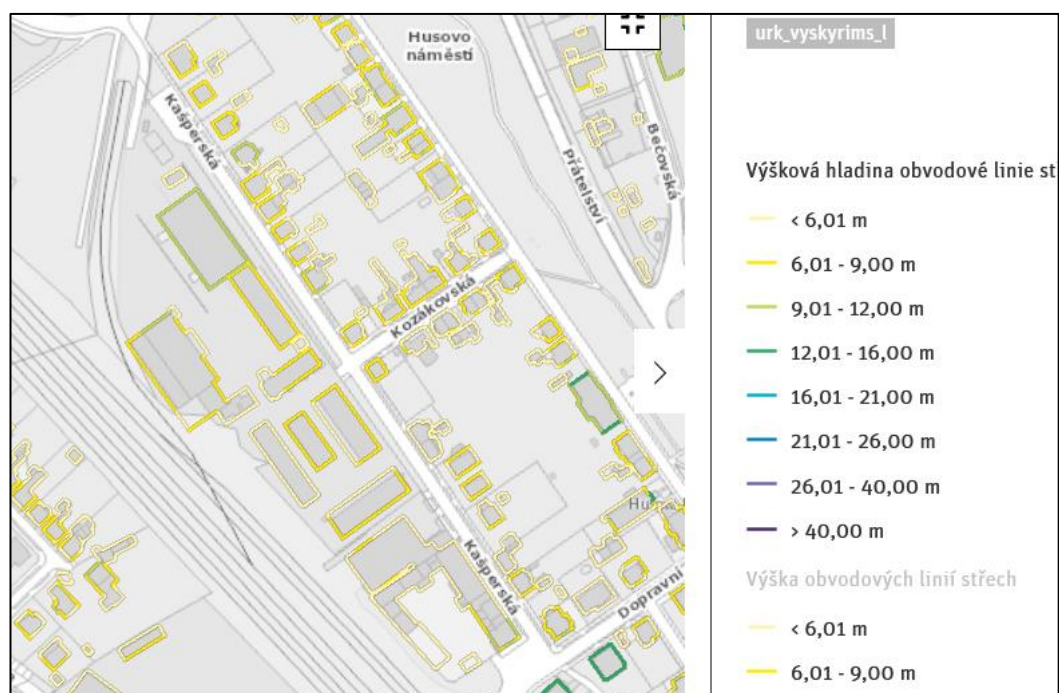 Husovo
náměstí
Kašperská
Přátelství
Bečovská
Kozákovská
Kašperská
Dopravní
urk_vyskyrims_l
Výšková hladina obvodové linie st
< 6,01 m
6,01 - 9,00 m
9,01 - 12,00 m
12,01 - 16,00 m
16,01 - 21,00 m
21,01 - 26,00 m
26,01 - 40,00 m
> 40,00 m
Výška obvodových linií střech
< 6,01 m
6,01 - 9,00 m